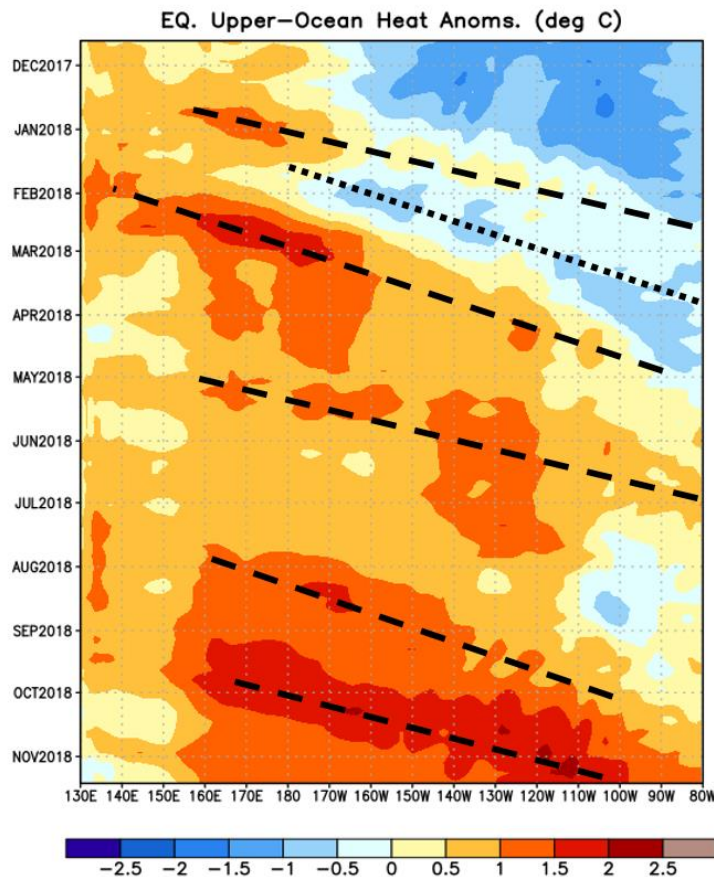 EQ. Upper-Ocean Heat Anoms. (deg C)
DEC2017
JAN2018
FEB2018
MAR2018
APR2018
MAY2018
JUN2018
JUL2018
AUG2018
SEP2018
OCT2018
NOV2018
130E 140E 150E 160E 170E 180 170W 160W 150W 140W 130W 120W 110W 100W 90W 80W
-2.5 -2 -1.5 -1 -0.5 0 0.5 1 1.5 2 2.5